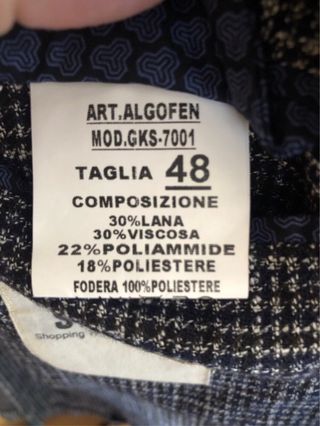 ART.ALGOFEN
MOD.GKS-7001
TAGLIA 48
COMPOSIZIONE
30%LANA
30%VISCOSA
22%POLIAMMIDE
18%POLIESTERE
FODERA 100%POLIESTERE
Shopping